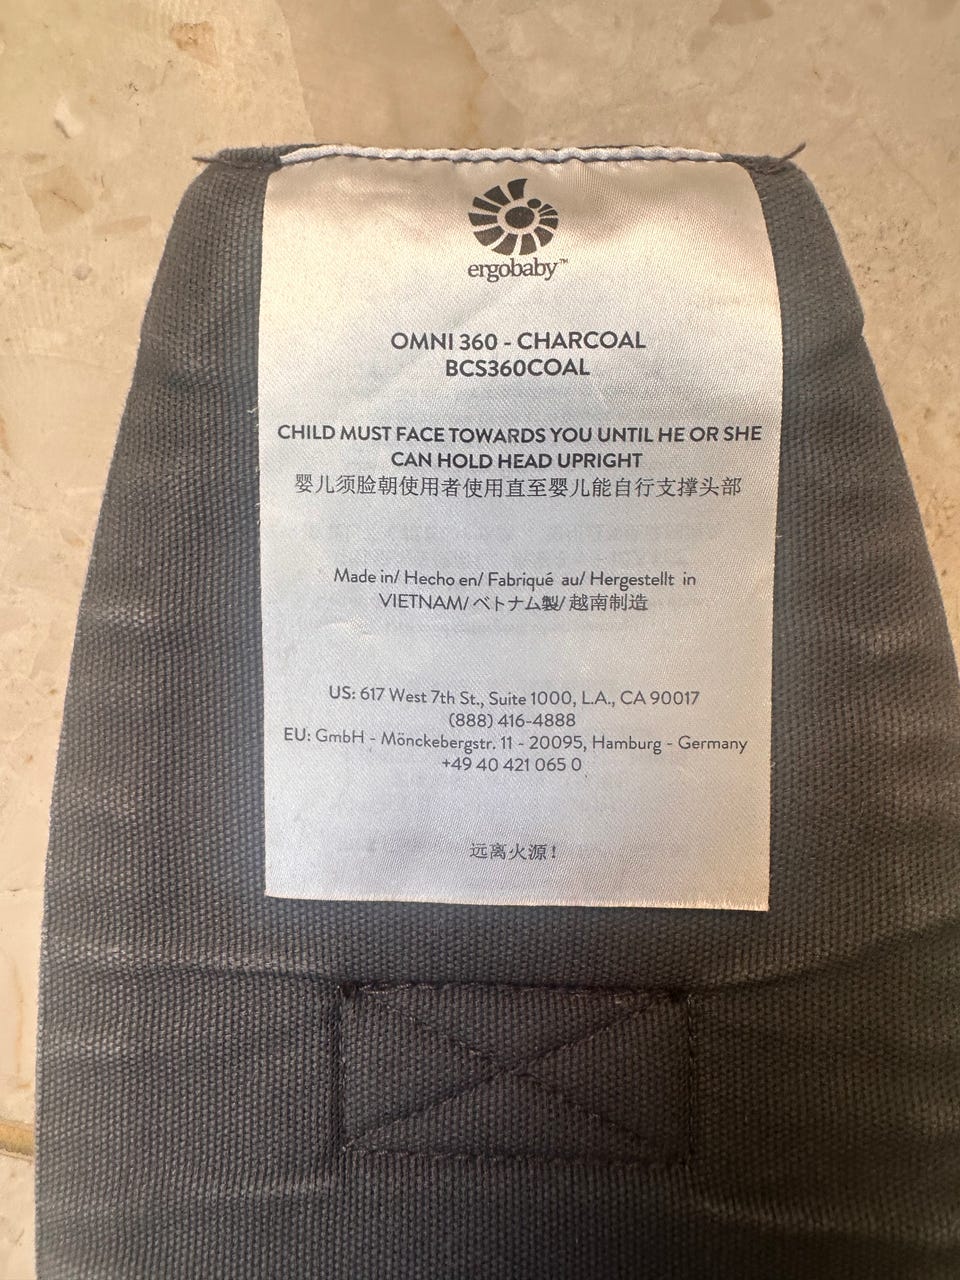 ergobaby™
OMNI 360 - CHARCOAL
BCS360COAL
CHILD MUST FACE TOWARDS YOU UNTIL HE OR SHE
CAN HOLD HEAD UPRIGHT
婴儿须脸朝使用者使用直至婴儿能自行支撑头部
Made in/ Hecho en/ Fabriqué au/ Hergestellt in
VIETNAM/ ベトナム製/ 越南制造
US: 617 West 7th St., Suite 1000, L.A., CA 90017
(888) 416-4888
EU: GmbH - Mönckebergstr. 11 - 20095, Hamburg - Germany
+49 40 421 065 0
远离火源!